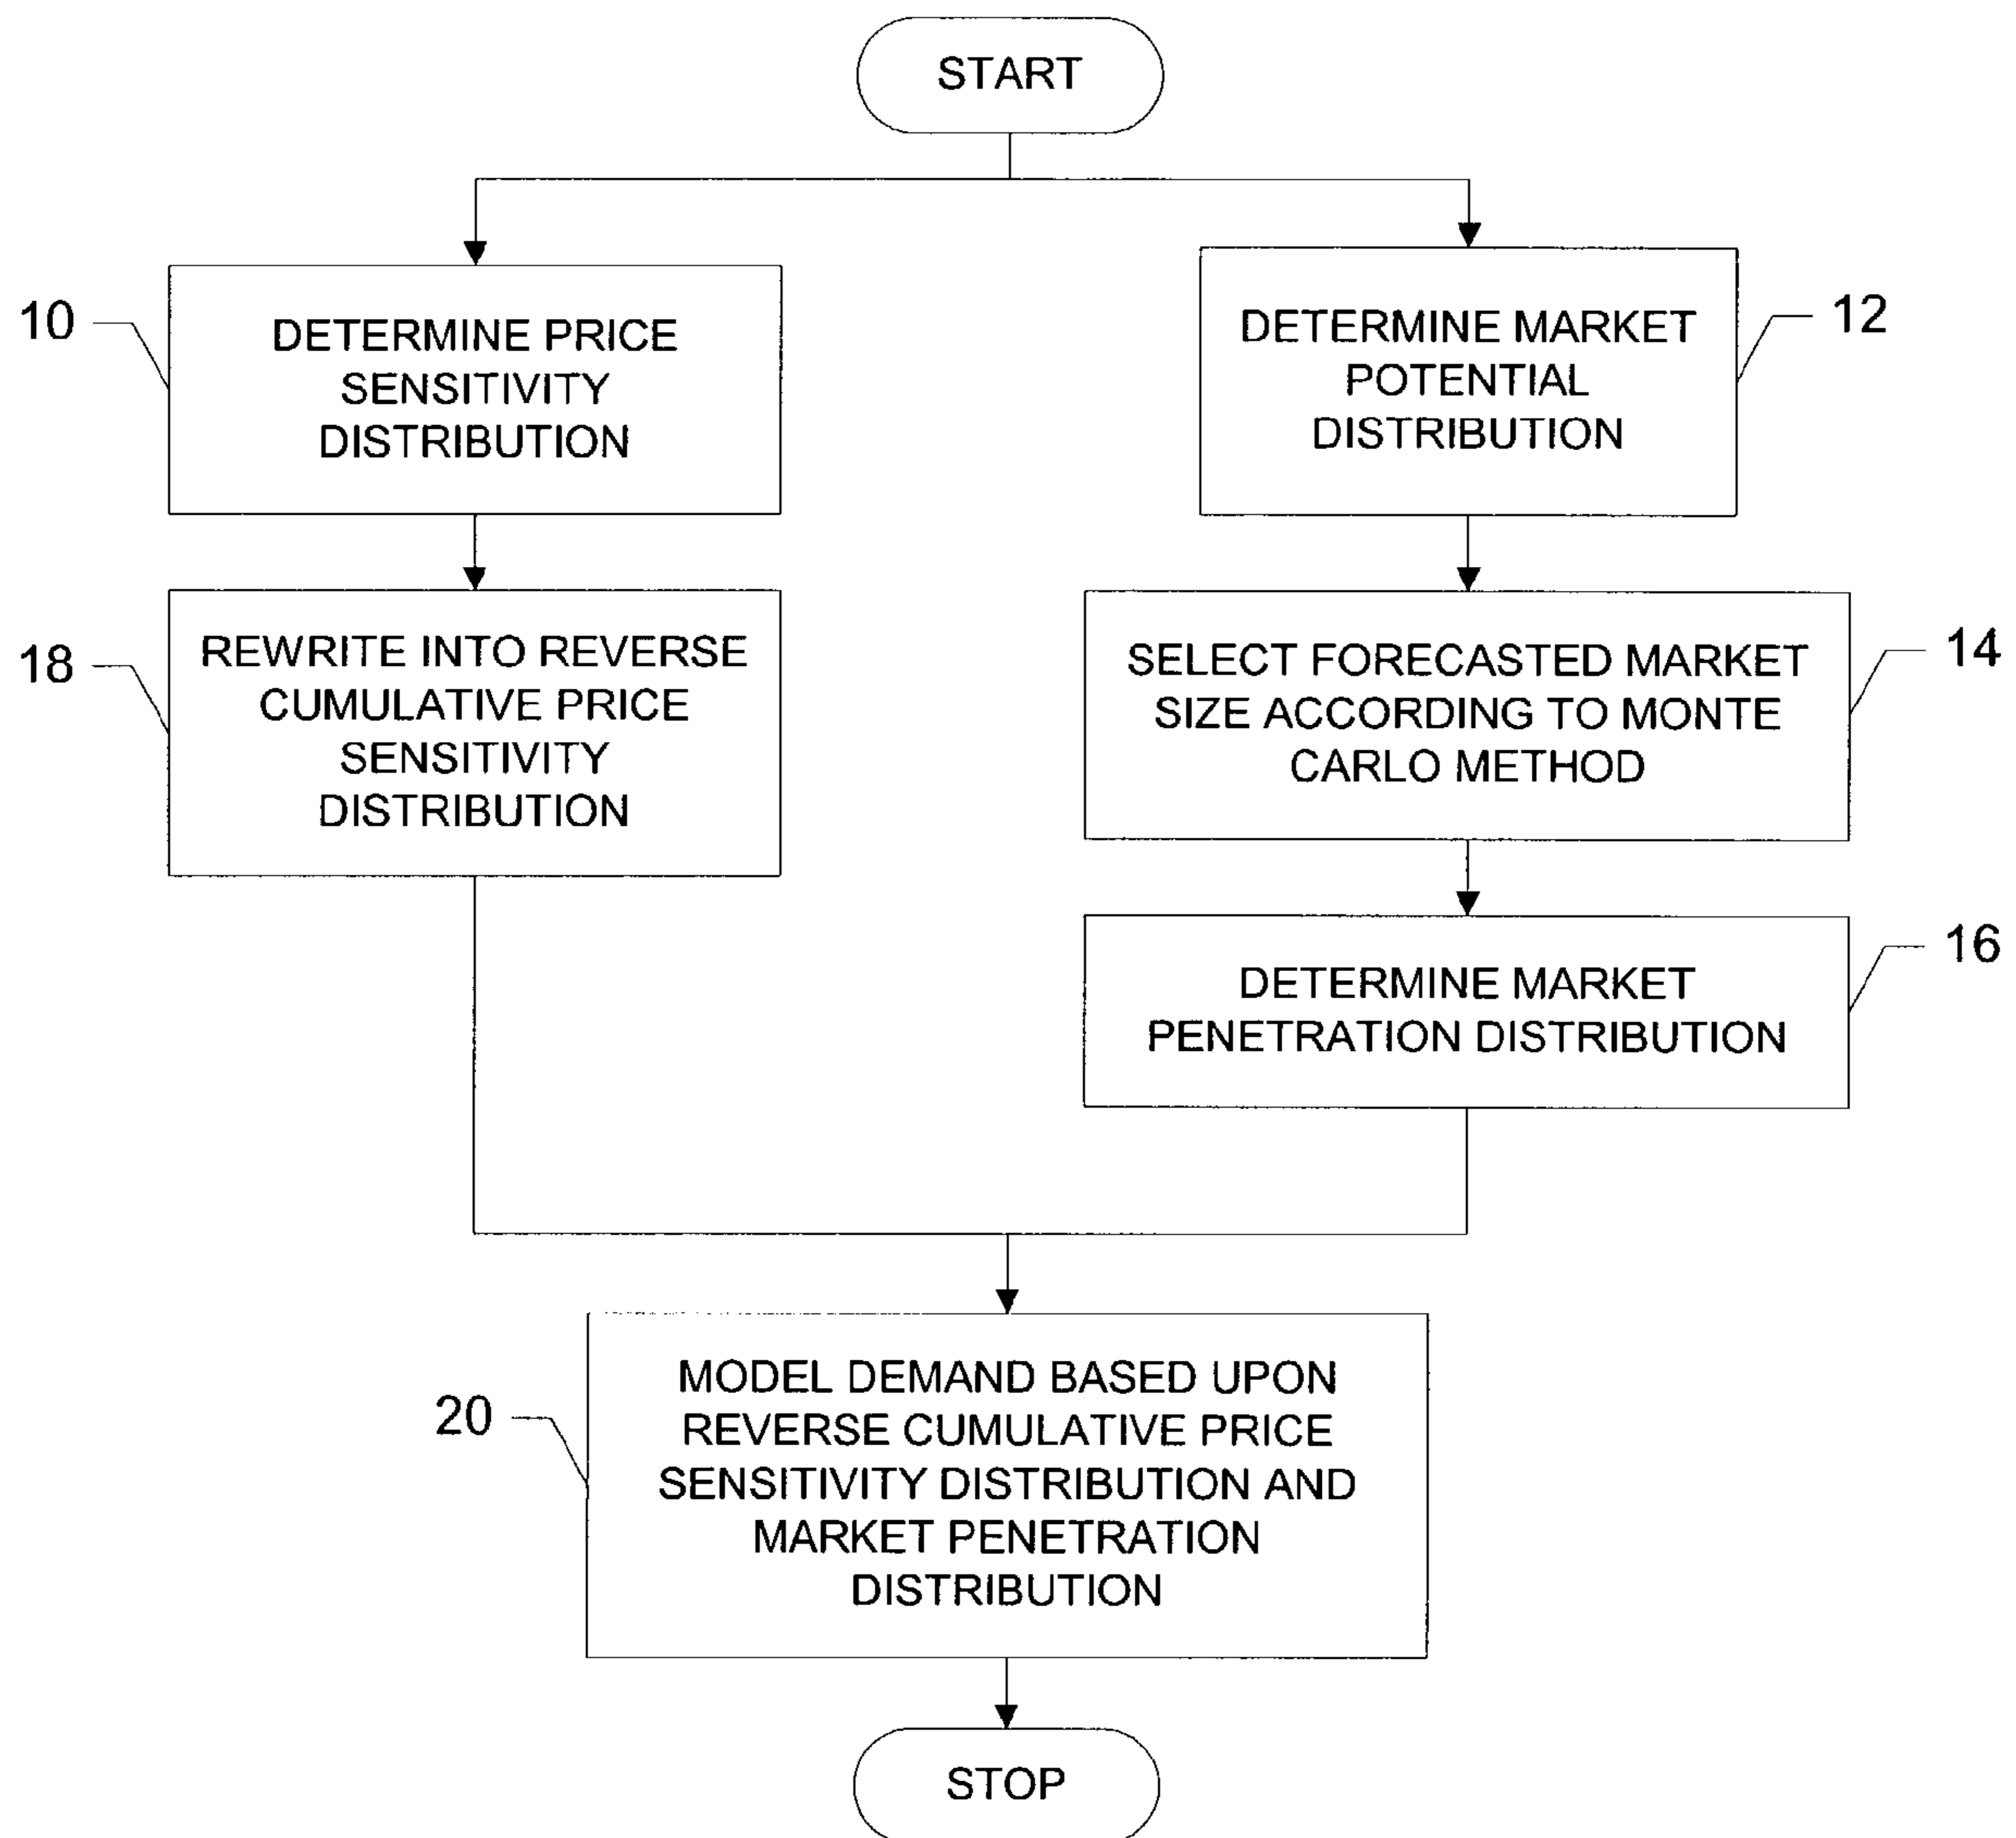 START
10
DETERMINE PRICE
SENSITIVITY
DISTRIBUTION
DETERMINE MARKET
POTENTIAL
DISTRIBUTION
12
18
REWRITE INTO REVERSE
CUMULATIVE PRICE
SENSITIVITY
DISTRIBUTION
SELECT FORECASTED MARKET
SIZE ACCORDING TO MONTE
CARLO METHOD
14
DETERMINE MARKET
PENETRATION DISTRIBUTION
16
20
MODEL DEMAND BASED UPON
REVERSE CUMULATIVE PRICE
SENSITIVITY DISTRIBUTION AND
MARKET PENETRATION
DISTRIBUTION
STOP